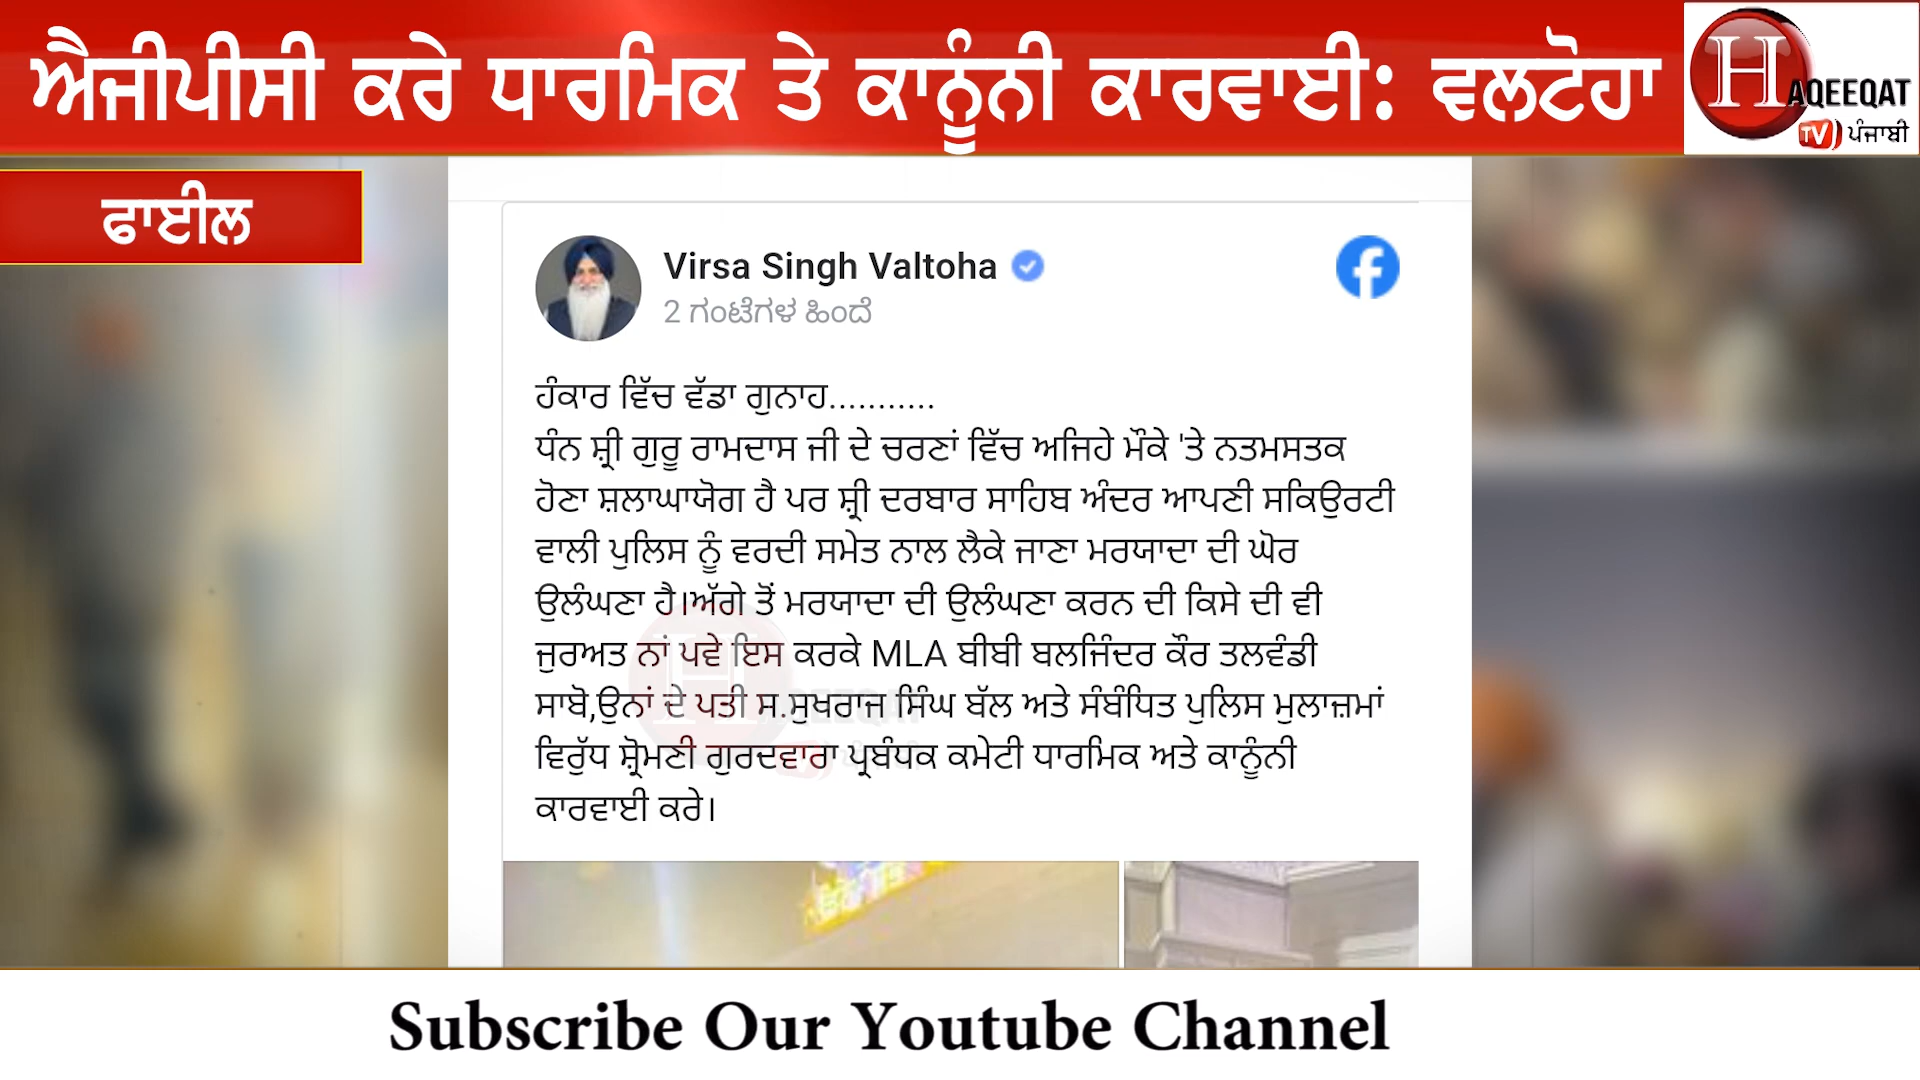 ਐਜੀਪੀਸੀ ਕਰੇ ਧਾਰਮਿਕ ਤੇ ਕਾਨੂੰਨੀ ਕਾਰਵਾਈ: ਵਲਟੋਹਾ
HAQEEQAT
TV ਪੰਜਾਬੀ
ਫਾਈਲ
Virsa Singh Valtoha
2 ಗಂಟೆಗಳ ಹಿಂದೆ
ਹੰਕਾਰ ਵਿੱਚ ਵੱਡਾ ਗੁਨਾਹ...........
ਧੰਨ ਸ਼੍ਰੀ ਗੁਰੂ ਰਾਮਦਾਸ ਜੀ ਦੇ ਚਰਣਾਂ ਵਿੱਚ ਅਜਿਹੇ ਮੌਕੇ 'ਤੇ ਨਤਮਸਤਕ
ਹੋਣਾ ਸ਼ਲਾਘਾਯੋਗ ਹੈ ਪਰ ਸ਼੍ਰੀ ਦਰਬਾਰ ਸਾਹਿਬ ਅੰਦਰ ਆਪਣੀ ਸਕਿਉਰਟੀ
ਵਾਲੀ ਪੁਲਿਸ ਨੂੰ ਵਰਦੀ ਸਮੇਤ ਨਾਲ ਲੈਕੇ ਜਾਣਾ ਮਰਯਾਦਾ ਦੀ ਘੋਰ
ਉਲੰਘਣਾ ਹੈ।ਅੱਗੇ ਤੋਂ ਮਰਯਾਦਾ ਦੀ ਉਲੰਘਣਾ ਕਰਨ ਦੀ ਕਿਸੇ ਦੀ ਵੀ
ਜੁਰਅਤ ਨਾਂ ਪਵੇ ਇਸ ਕਰਕੇ MLA ਬੀਬੀ ਬਲਜਿੰਦਰ ਕੌਰ ਤਲਵੰਡੀ
ਸਾਬੋ,ਉਨਾਂ ਦੇ ਪਤੀ ਸ.ਸੁਖਰਾਜ ਸਿੰਘ ਬੱਲ ਅਤੇ ਸੰਬੰਧਿਤ ਪੁਲਿਸ ਮੁਲਾਜ਼ਮਾਂ
ਵਿਰੁੱਧ ਸ਼੍ਰੋਮਣੀ ਗੁਰਦਵਾਰਾ ਪ੍ਰਬੰਧਕ ਕਮੇਟੀ ਧਾਰਮਿਕ ਅਤੇ ਕਾਨੂੰਨੀ
ਕਾਰਵਾਈ ਕਰੇ।
Subscribe Our Youtube Channel